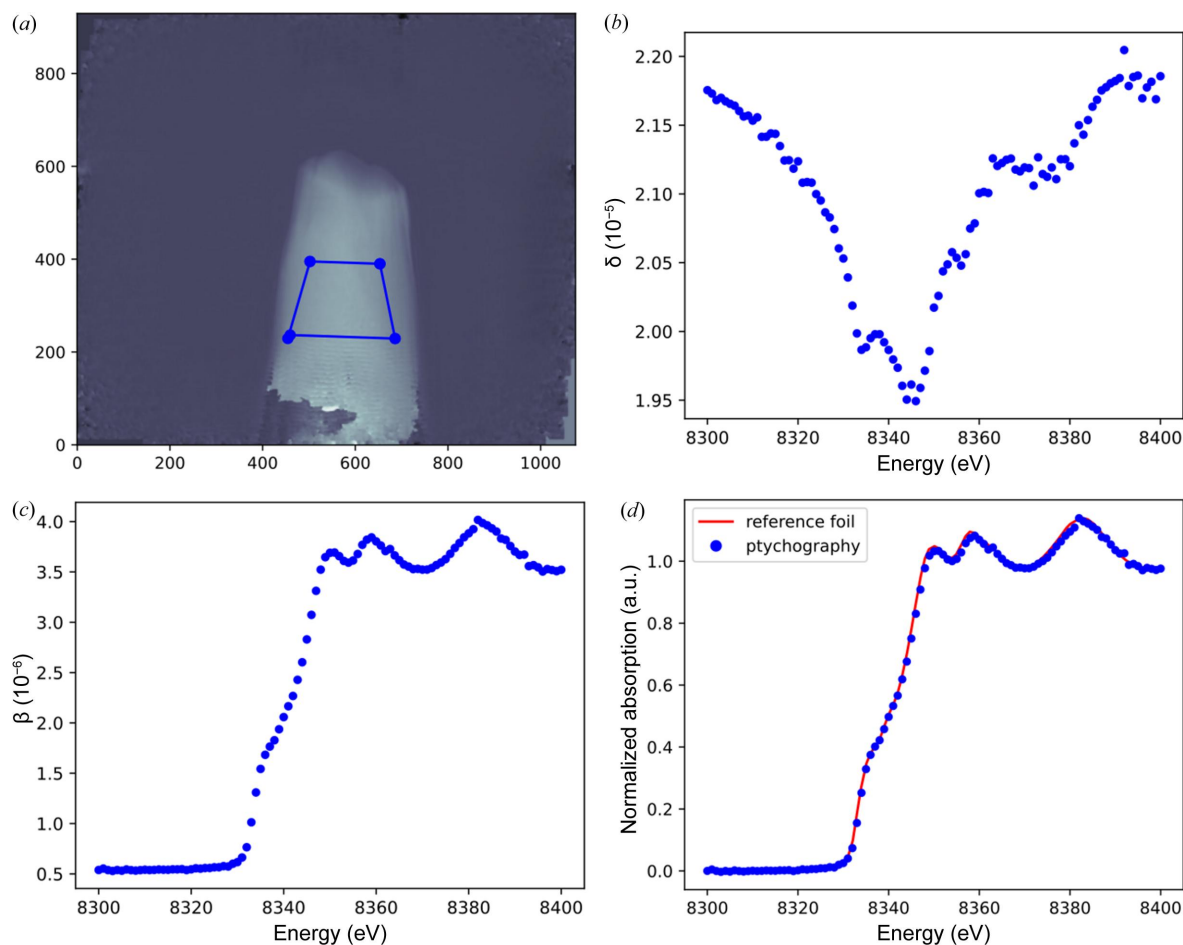 (a)
800
600
400
200
0
0 200 400 600 800 1000
(b)
δ (10⁻⁵)
2.20
2.15
2.10
2.05
2.00
1.95
8300 8320 8340 8360 8380 8400
Energy (eV)
(c)
β (10⁻⁶)
4.0
3.5
3.0
2.5
2.0
1.5
1.0
0.5
8300 8320 8340 8360 8380 8400
Energy (eV)
(d)
reference foil
ptychography
Normalized absorption (a.u.)
1.0
0.8
0.6
0.4
0.2
0.0
8300 8320 8340 8360 8380 8400
Energy (eV)